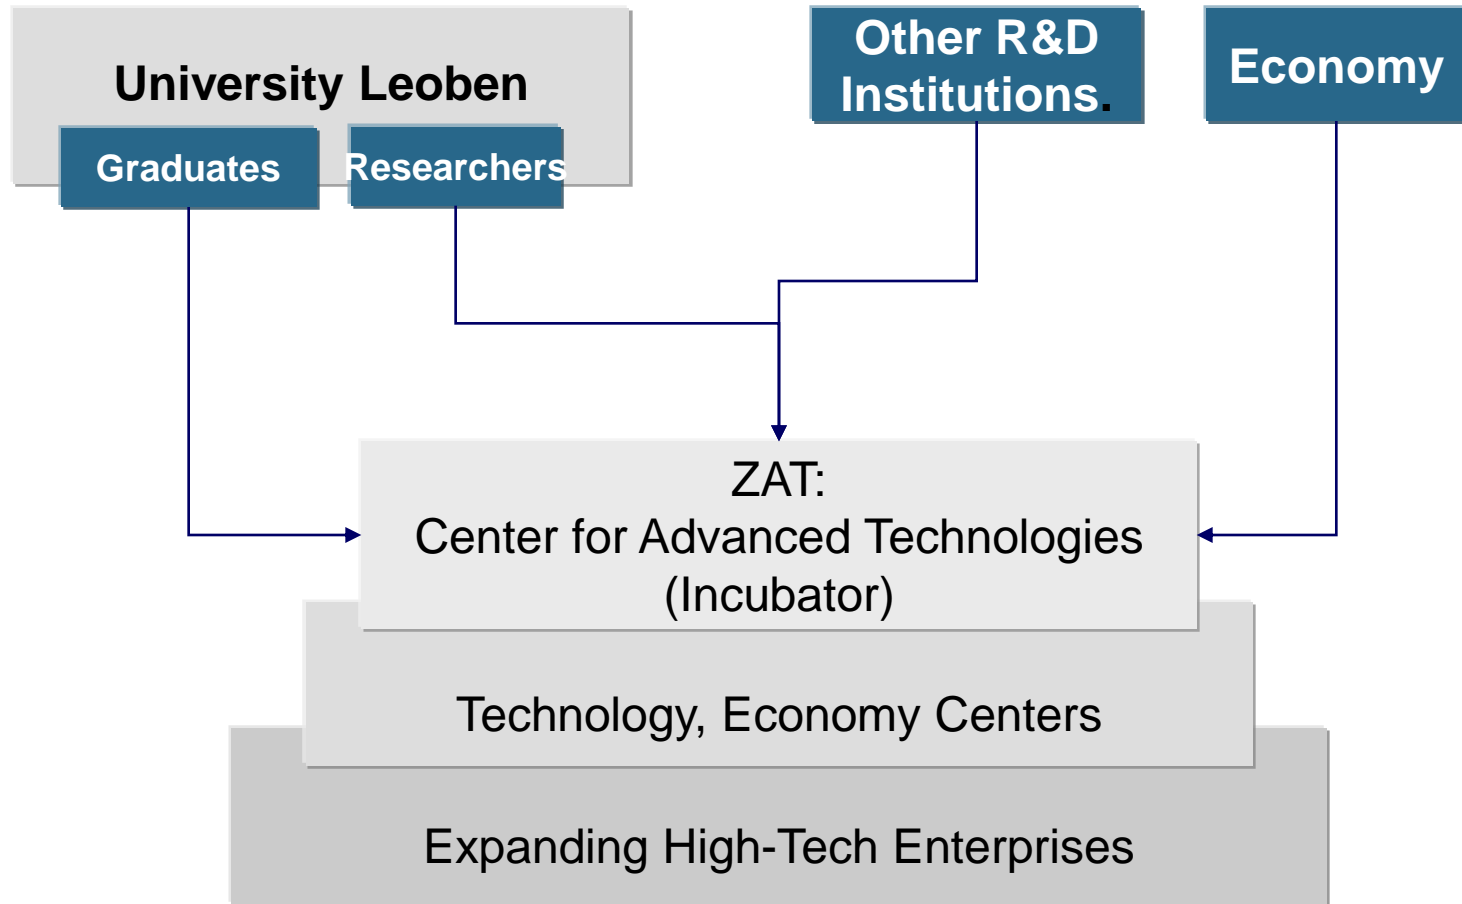 University Leoben
Graduates
Researchers
Other R&D
Institutions.
Economy
ZAT:
Center for Advanced Technologies
(Incubator)
Technology, Economy Centers
Expanding High-Tech Enterprises